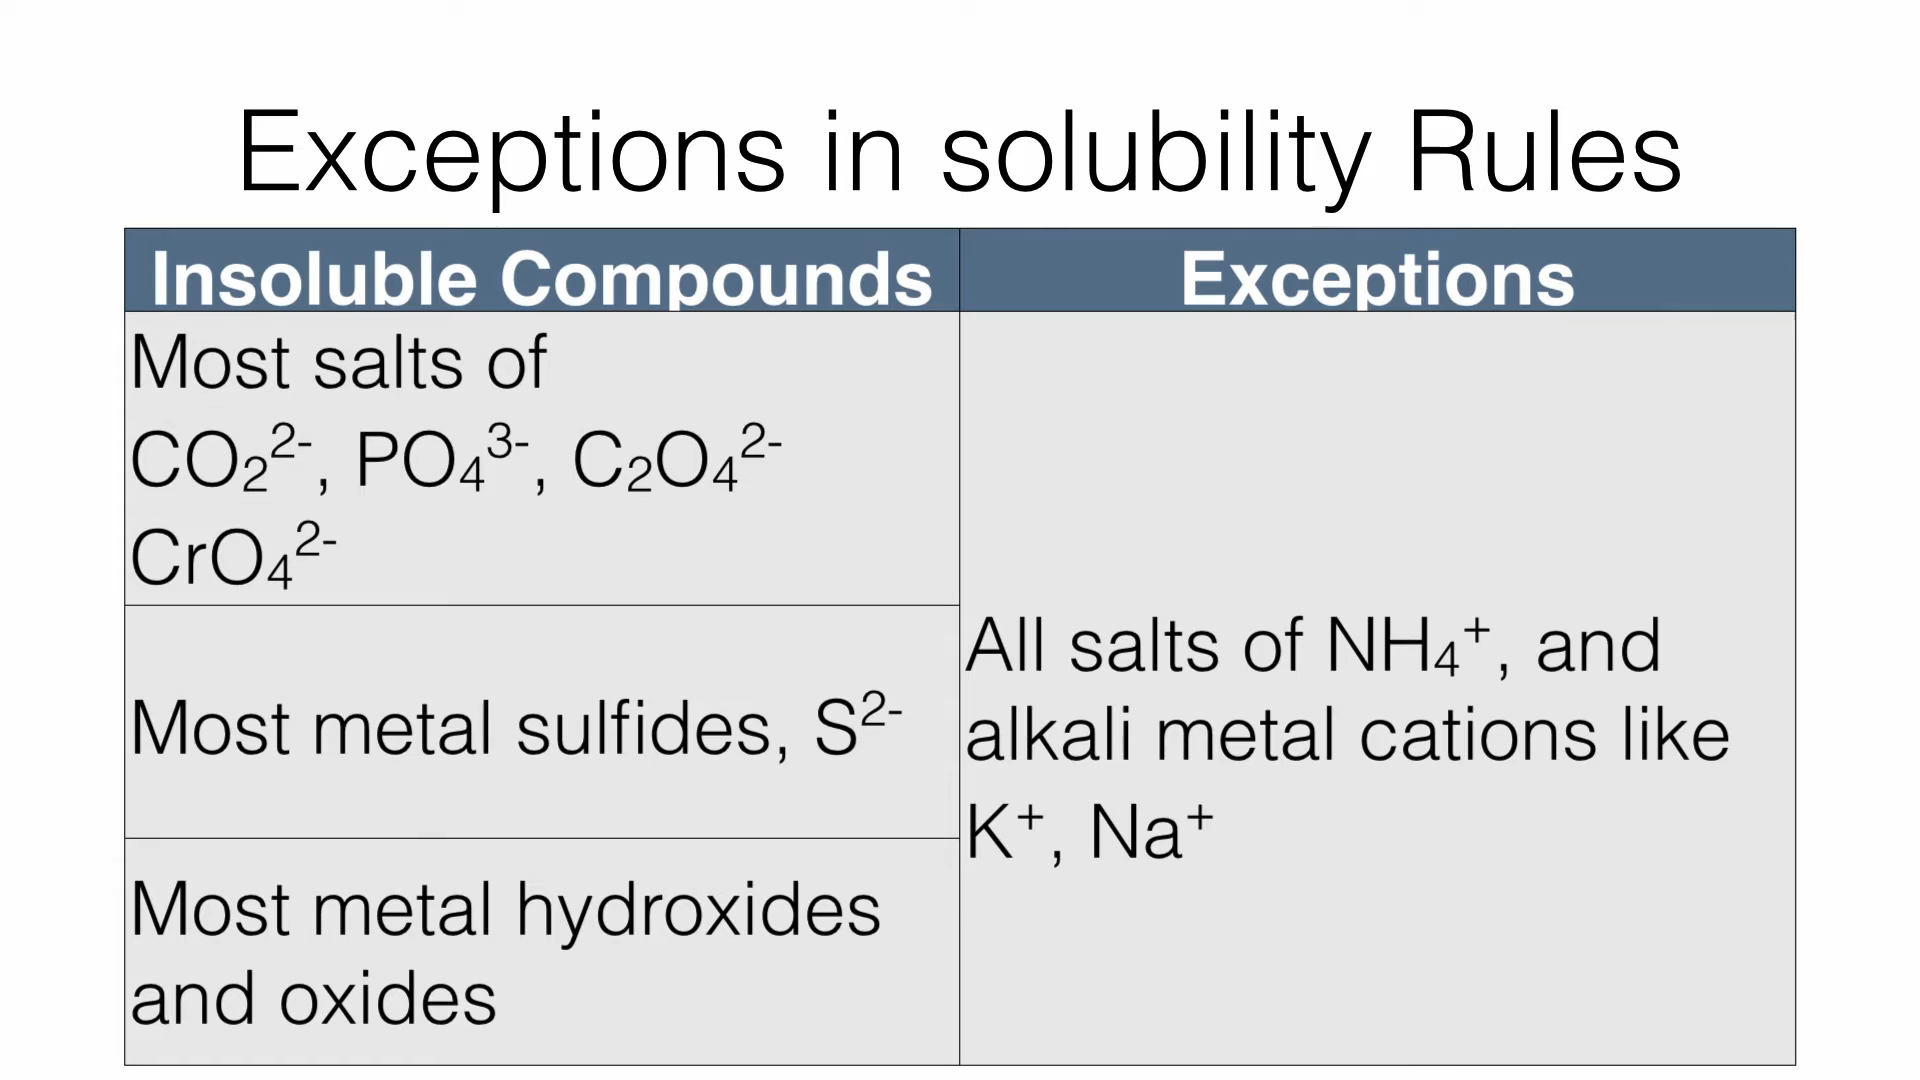 Exceptions in solubility Rules
Insoluble Compounds
Exceptions
Most salts of
CO₂²⁻, PO₄³⁻, C₂O₄²⁻
CrO₄²⁻
Most metal sulfides, S²⁻
Most metal hydroxides
and oxides
All salts of NH₄⁺, and
alkali metal cations like
K⁺, Na⁺